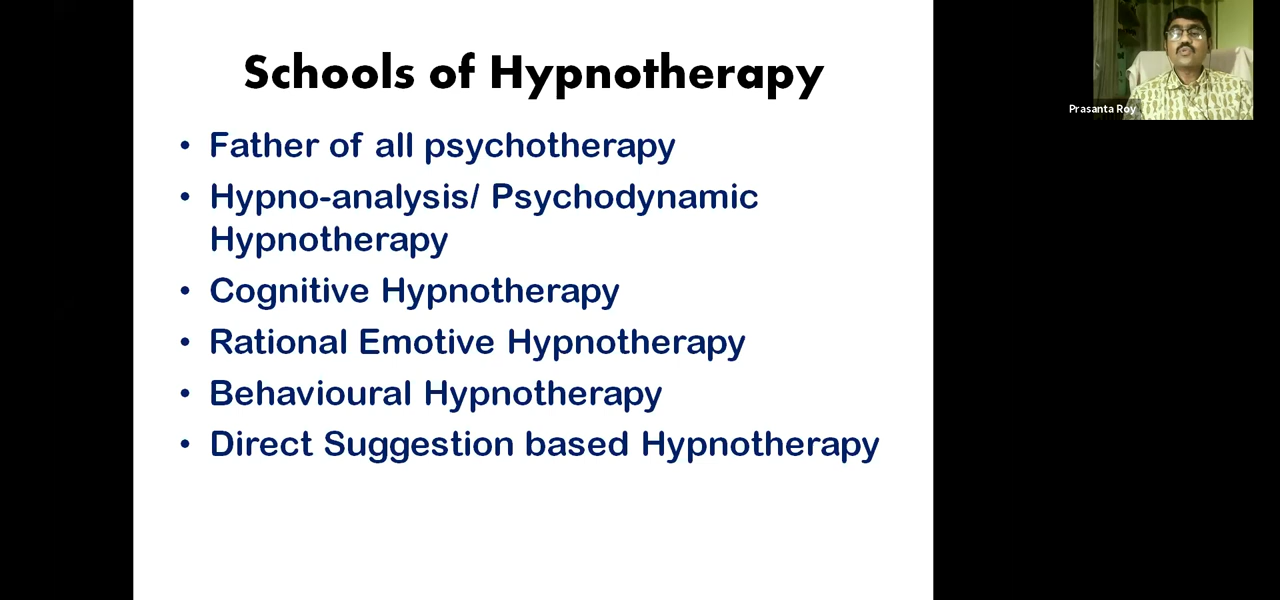 Schools of Hypnotherapy
• Father of all psychotherapy
• Hypno-analysis/ Psychodynamic
Hypnotherapy
• Cognitive Hypnotherapy
• Rational Emotive Hypnotherapy
• Behavioural Hypnotherapy
• Direct Suggestion based Hypnotherapy
Prasanta Roy